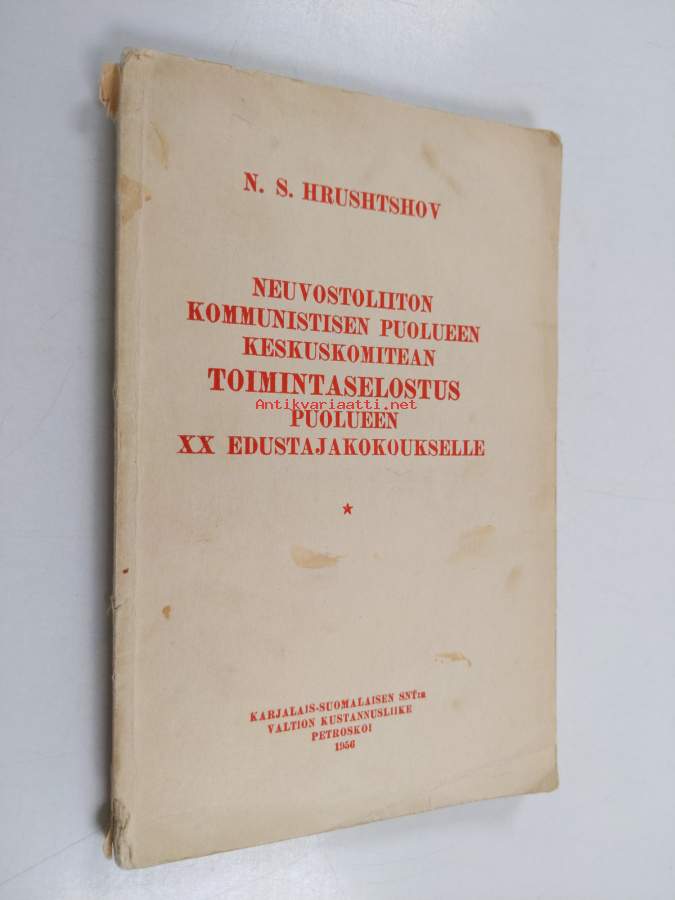 N. S. HRUSHTSHOV
NEUVOSTOLIITON
KOMMUNISTISEN PUOLUEEN
KESKUSKOMITEAN
TOIMINTASELOSTUS
Antikvariaatti.net
PUOLUEEN
XX EDUSTAJAKOKOUKSELLE
KARJALAIS-SUOMALAISEN SNT:n
VALTION KUSTANNUSLIIKE
PETROSKOI
1956